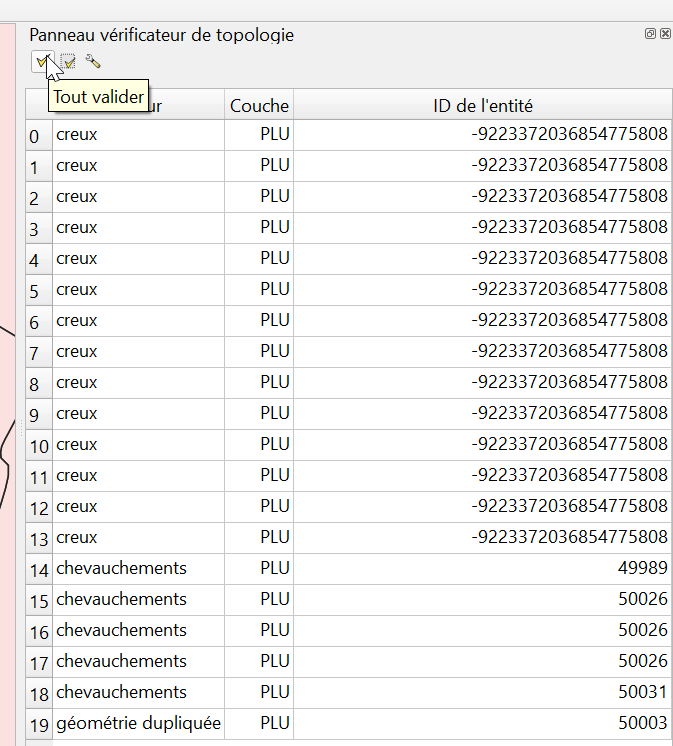 Panneau vérificateur de topologie
Tout valider
ur Couche ID de l'entité
0 creux PLU -9223372036854775808
1 creux PLU -9223372036854775808
2 creux PLU -9223372036854775808
3 creux PLU -9223372036854775808
4 creux PLU -9223372036854775808
5 creux PLU -9223372036854775808
6 creux PLU -9223372036854775808
7 creux PLU -9223372036854775808
8 creux PLU -9223372036854775808
9 creux PLU -9223372036854775808
10 creux PLU -9223372036854775808
11 creux PLU -9223372036854775808
12 creux PLU -9223372036854775808
13 creux PLU -9223372036854775808
14 chevauchements PLU 49989
15 chevauchements PLU 50026
16 chevauchements PLU 50026
17 chevauchements PLU 50026
18 chevauchements PLU 50031
19 géométrie dupliquée PLU 50003